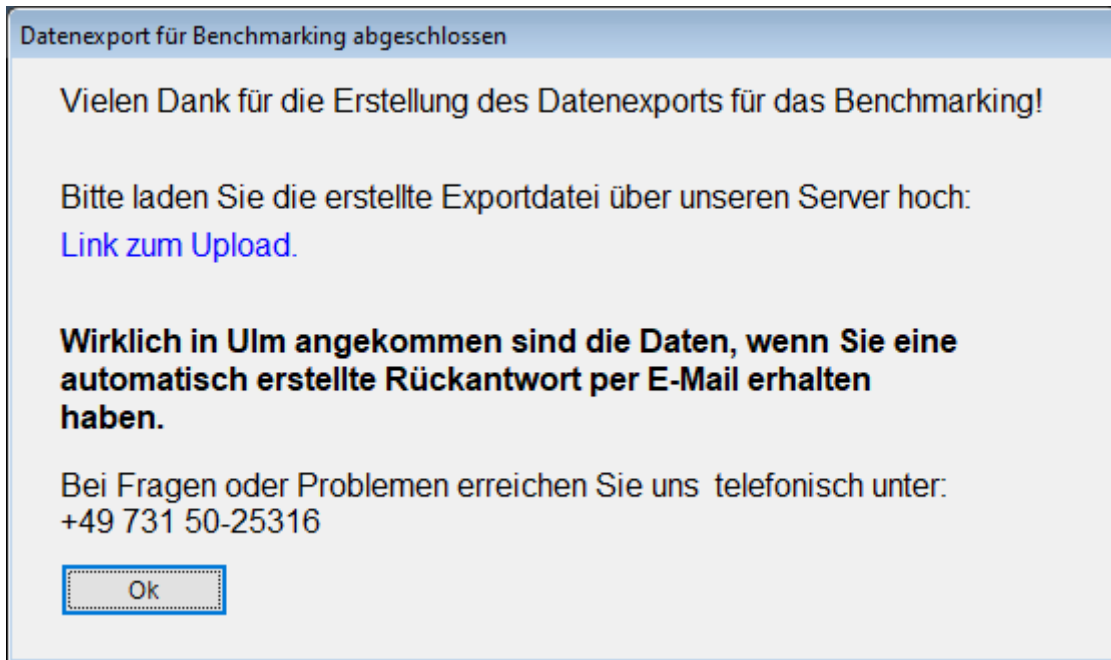 Datenexport für Benchmarking abgeschlossen
Vielen Dank für die Erstellung des Datenexports für das Benchmarking!
Bitte laden Sie die erstellte Exportdatei über unseren Server hoch:
Link zum Upload.
Wirklich in Ulm angekommen sind die Daten, wenn Sie eine
automatisch erstellte Rückantwort per E-Mail erhalten
haben.
Bei Fragen oder Problemen erreichen Sie uns  telefonisch unter:
+49 731 50-25316
Ok